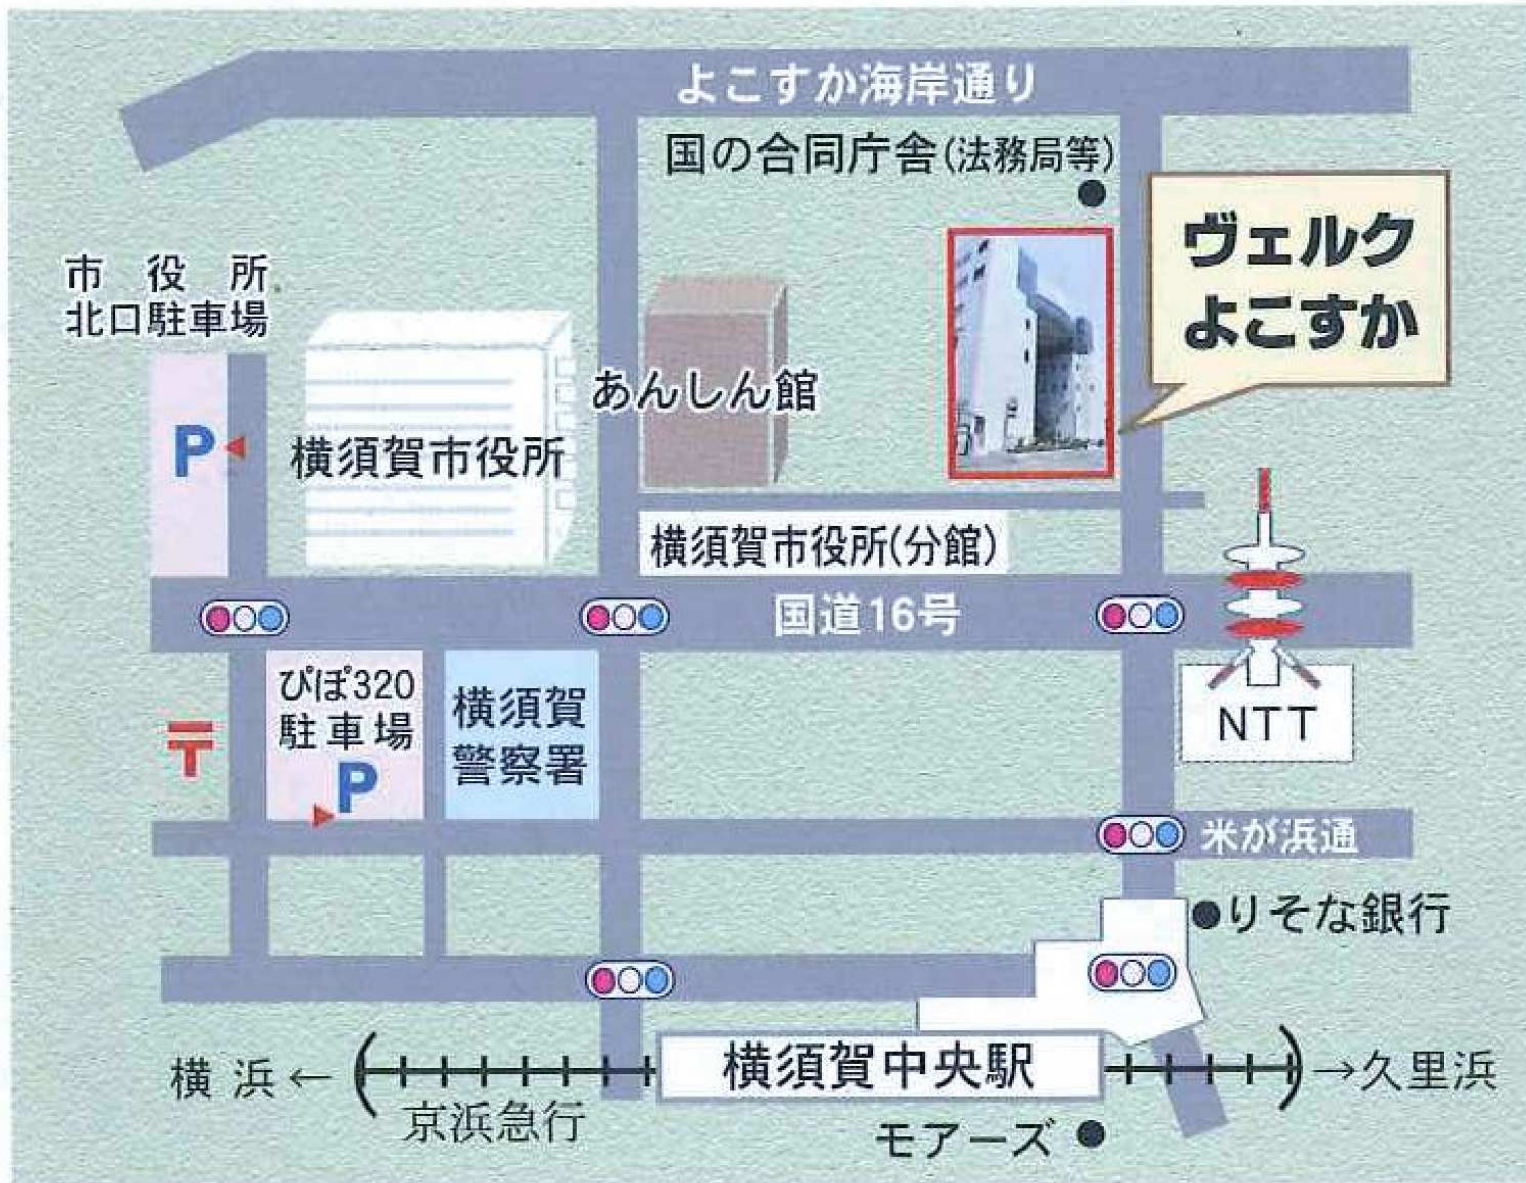 よこすか海岸通り
国の合同庁舎(法務局等)
ヴェルク
よこすか
市役所
北口駐車場
P
横須賀市役所
あんしん館
横須賀市役所(分館)
国道16号
ぴぽ320
駐車場
P
横須賀
警察署
〒
NTT
米が浜通
りそな銀行
横浜←
京浜急行
横須賀中央駅
→久里浜
モアーズ